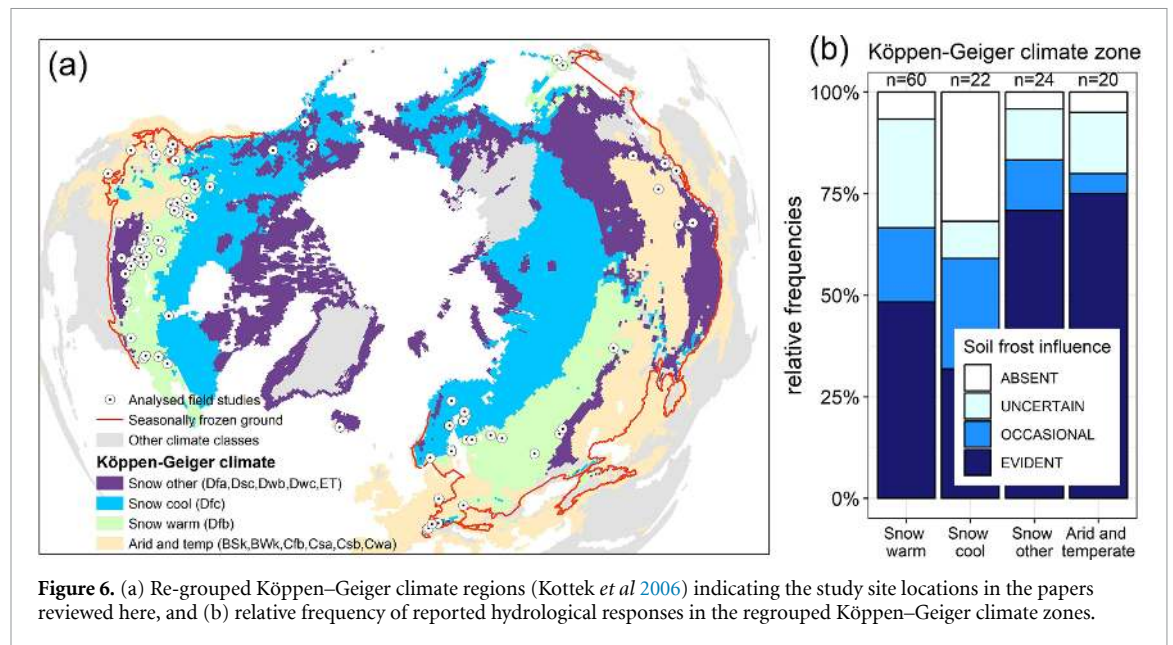 (a)
Analysed field studies
Seasonally frozen ground
Other climate classes
Köppen-Geiger climate
Snow other (Dfa,Dsc,Dwb,Dwc,ET)
Snow cool (Dfc)
Snow warm (Dfb)
Arid and temp (BSk,BWk,Cfb,Csa,Csb,Cwa)
(b)
Köppen-Geiger climate zone
n=60 n=22 n=24 n=20
100%
75%
50%
25%
0%
relative frequencies
Soil frost influence
ABSENT
UNCERTAIN
OCCASIONAL
EVIDENT
Snow Snow Snow Arid and
warm cool other temperate
Figure 6. (a) Re-grouped Köppen–Geiger climate regions (Kottek et al 2006) indicating the study site locations in the papers
reviewed here, and (b) relative frequency of reported hydrological responses in the regrouped Köppen–Geiger climate zones.